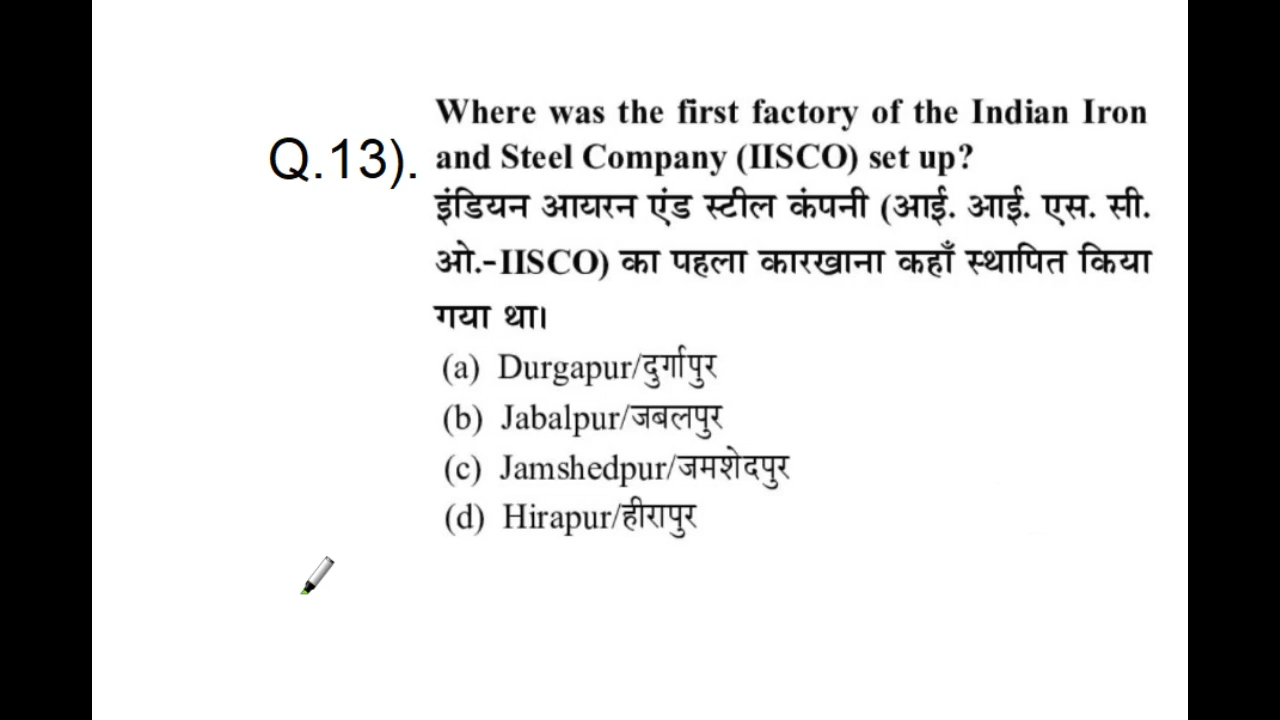 Q.13).
Where was the first factory of the Indian Iron
and Steel Company (IISCO) set up?
इंडियन आयरन एंड स्टील कंपनी (आई. आई. एस. सी.
ओ.-IISCO) का पहला कारखाना कहाँ स्थापित किया
गया था।
(a) Durgapur/दुर्गापुर
(b) Jabalpur/जबलपुर
(c) Jamshedpur/जमशेदपुर
(d) Hirapur/हीरापुर